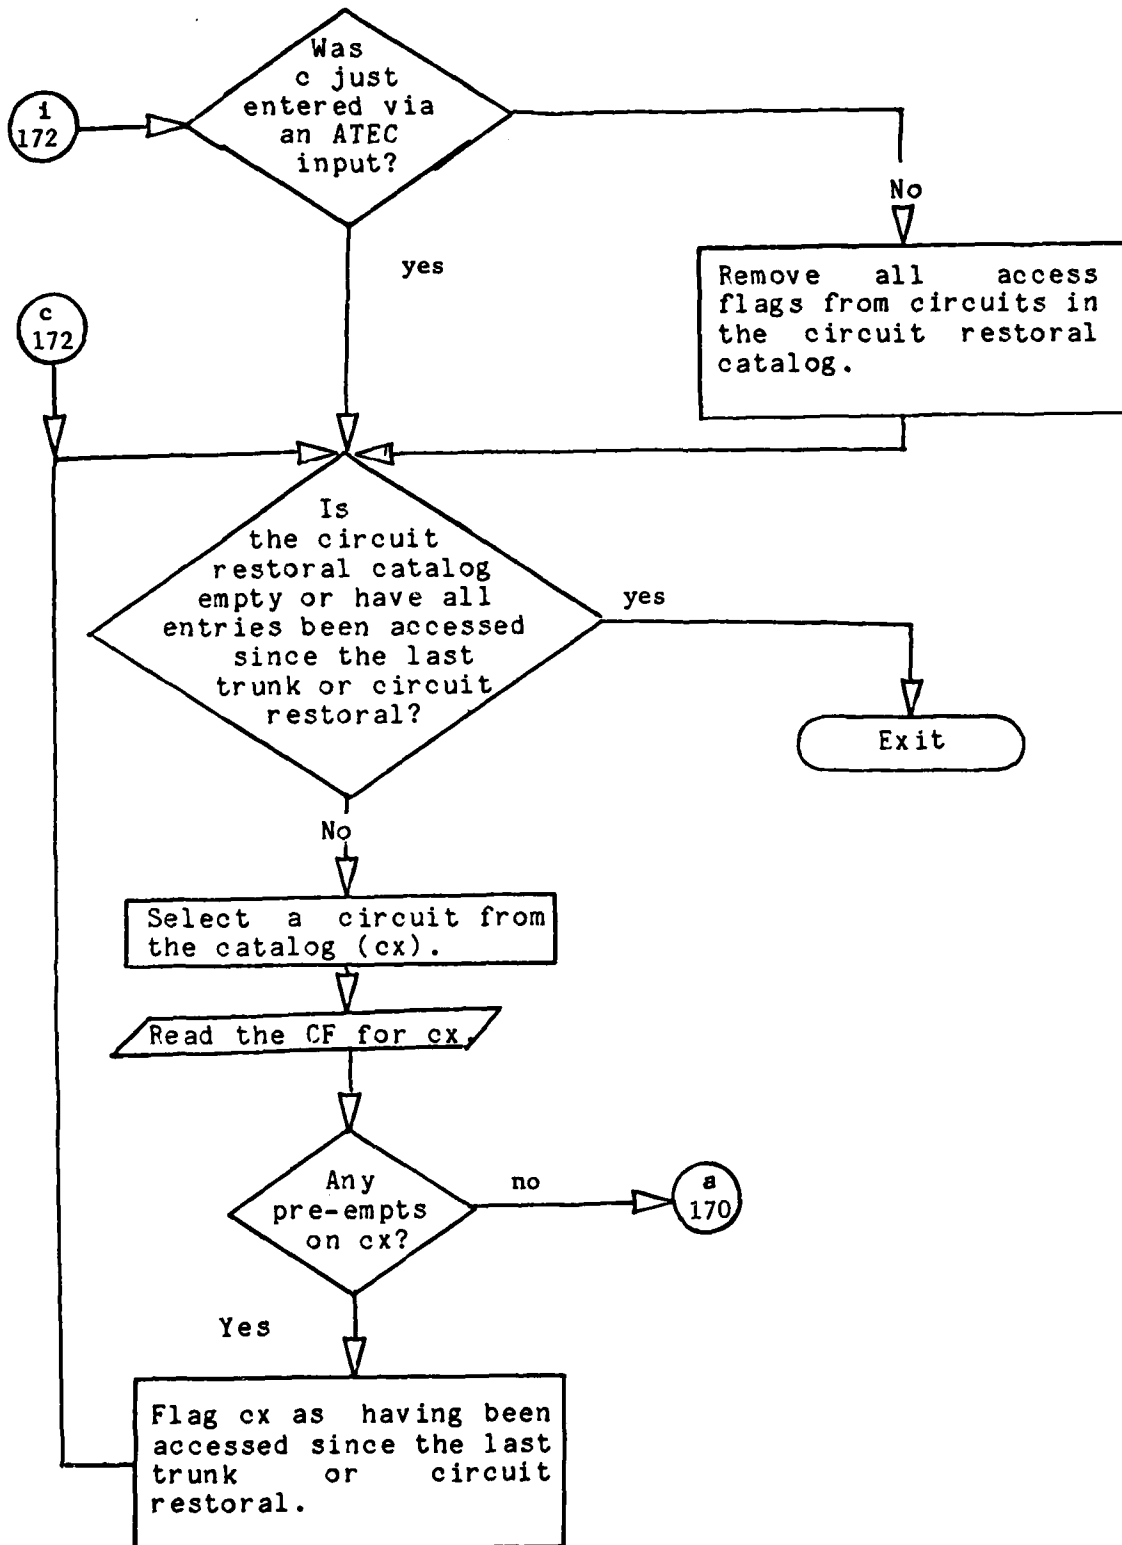 Was
c just
entered via
an ATEC
input?
i
172
No
yes
Remove all access
flags from circuits in
the circuit restoral
catalog.
c
172
Is
the circuit
restoral catalog
empty or have all
entries been accessed
since the last
trunk or circuit
restoral?
yes
Exit
No
Select a circuit from
the catalog (cx).
Read the CF for cx.
Any
pre-empts
on cx?
no
a
170
Yes
Flag cx as having been
accessed since the last
trunk or circuit
restoral.